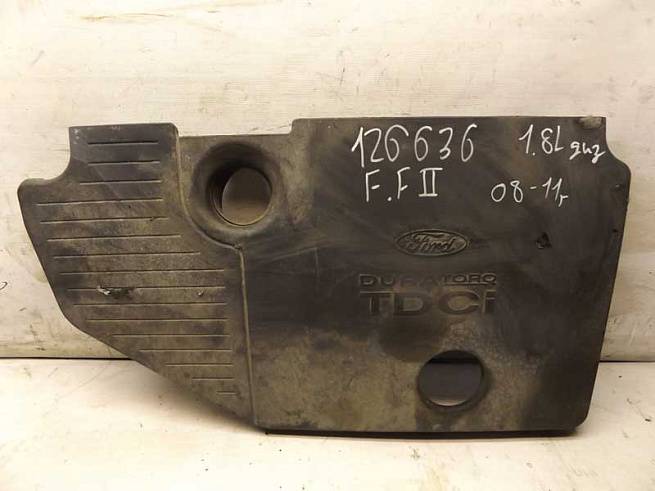 126636 1.8L диз
F.F II 08-11г
Ford
DURATORQ
TDCi